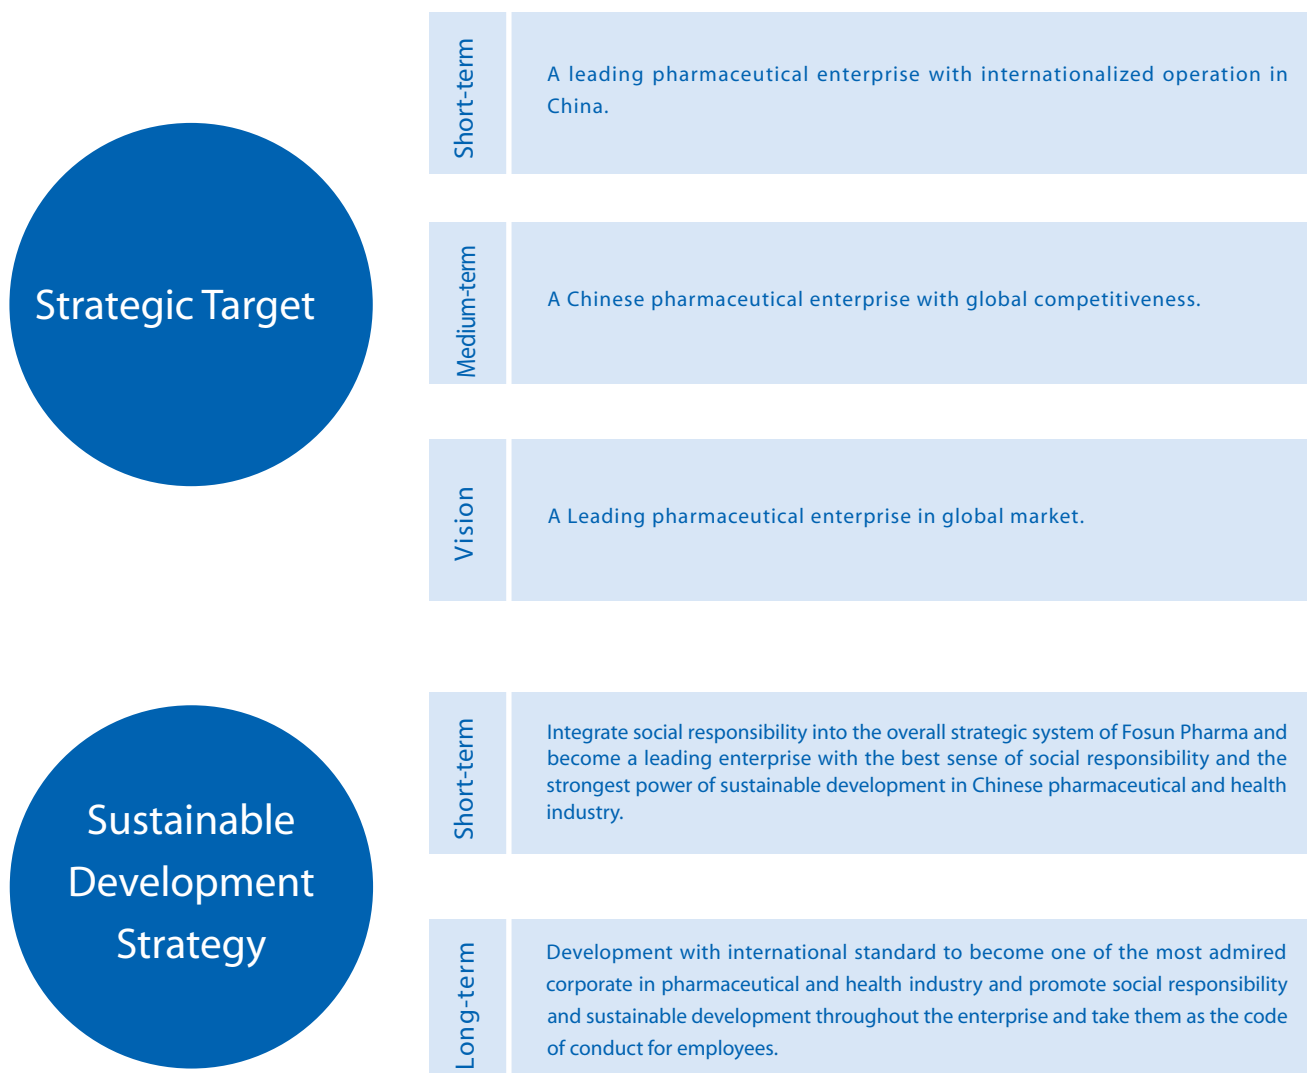 Strategic Target
Short-term
A leading pharmaceutical enterprise with internationalized operation in
China.
Medium-term
A Chinese pharmaceutical enterprise with global competitiveness.
Vision
A Leading pharmaceutical enterprise in global market.
Sustainable
Development
Strategy
Short-term
Integrate social responsibility into the overall strategic system of Fosun Pharma and
become a leading enterprise with the best sense of social responsibility and the
strongest power of sustainable development in Chinese pharmaceutical and health
industry.
Long-term
Development with international standard to become one of the most admired
corporate in pharmaceutical and health industry and promote social responsibility
and sustainable development throughout the enterprise and take them as the code
of conduct for employees.